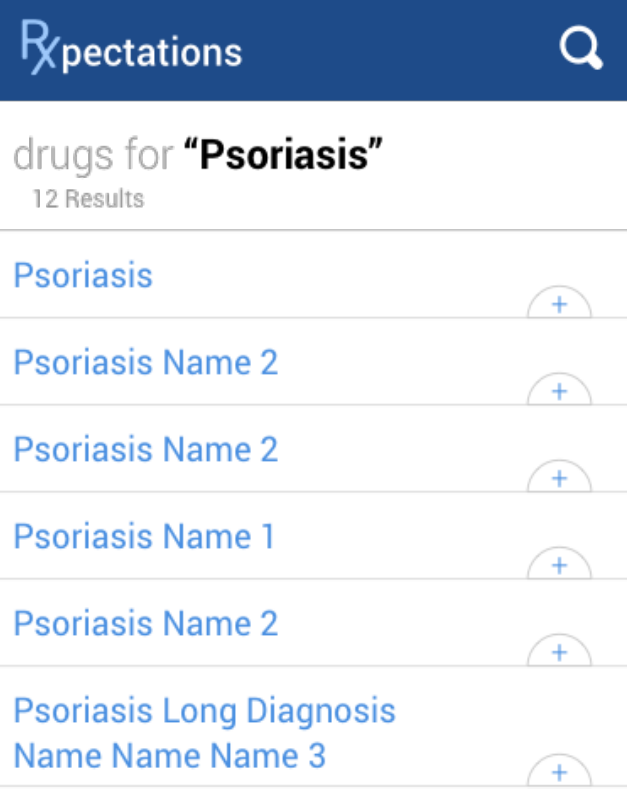 Rxpectations
drugs for “Psoriasis”
12 Results
Psoriasis
+
Psoriasis Name 2
+
Psoriasis Name 2
+
Psoriasis Name 1
+
Psoriasis Name 2
+
Psoriasis Long Diagnosis
Name Name Name 3
+